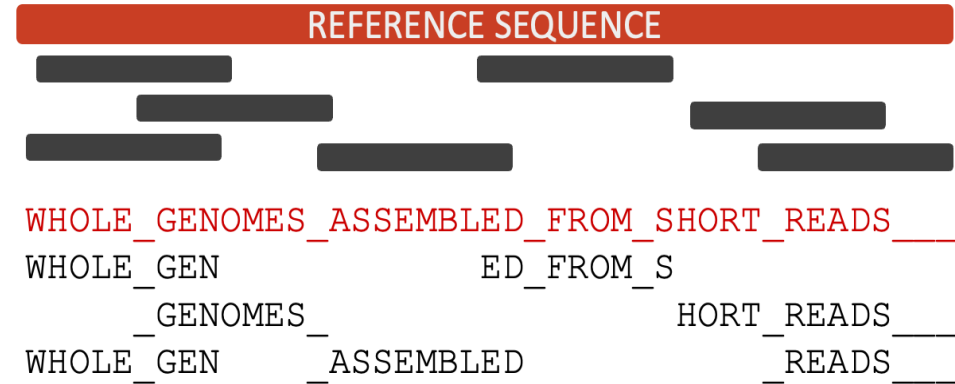 REFERENCE SEQUENCE
WHOLE_GENOMES_ASSEMBLED_FROM_SHORT_READS___
WHOLE_GEN ED_FROM_S
_GENOMES_ HORT_READS___
WHOLE_GEN _ASSEMBLED _READS___